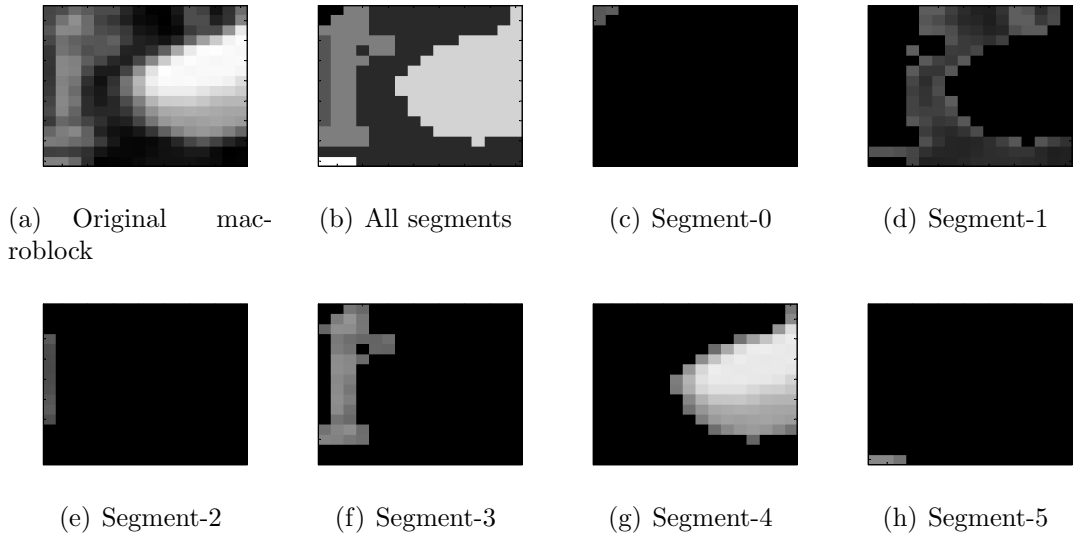 (a) Original mac-
roblock
(b) All segments
(c) Segment-0
(d) Segment-1
(e) Segment-2
(f) Segment-3
(g) Segment-4
(h) Segment-5